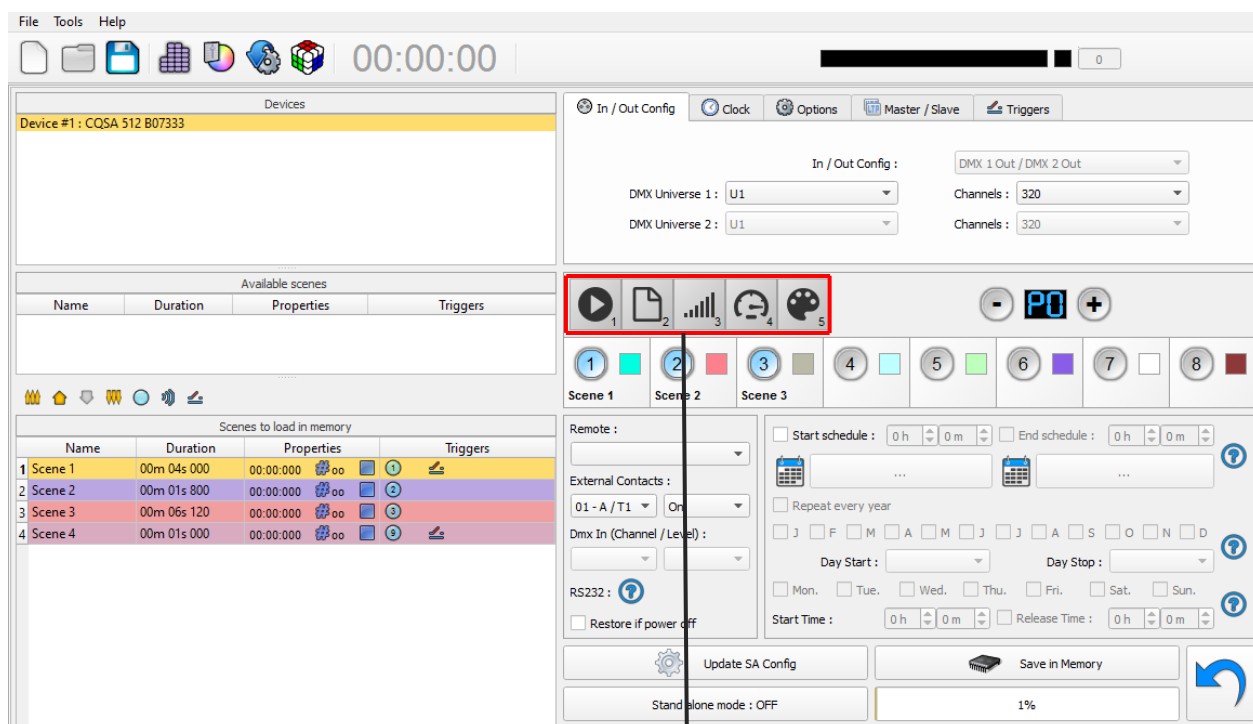 File Tools Help
00:00:00
0
Devices
Device #1 : CQSA 512 B07333
In / Out Config Clock Options Master / Slave Triggers
In / Out Config : DMX 1 Out / DMX 2 Out
DMX Universe 1 : U1 Channels : 320
DMX Universe 2 : U1 Channels : 320
Available scenes
Name Duration Properties Triggers
1 2 3 4 5
- P0 +
1 2 3 4 5 6 7 8
Scene 1 Scene 2 Scene 3
Scenes to load in memory
Name Duration Properties Triggers
1 Scene 1 00m 04s 000 00:00:000 # oo 1
2 Scene 2 00m 01s 800 00:00:000 # oo 2
3 Scene 3 00m 06s 120 00:00:000 # oo 3
4 Scene 4 00m 01s 000 00:00:000 # oo 9
Remote :
External Contacts :
01 - A / T1 On
Dmx In (Channel / Level) :
RS232 : ?
Restore if power off
Start schedule : 0 h 0 m End schedule : 0 h 0 m ?
... ...
Repeat every year
J F M A M J J A S O N D ?
Day Start : Day Stop :
Mon. Tue. Wed. Thu. Fri. Sat. Sun. ?
Start Time : 0 h 0 m Release Time : 0 h 0 m
Update SA Config Save in Memory
Stand alone mode : OFF 1%